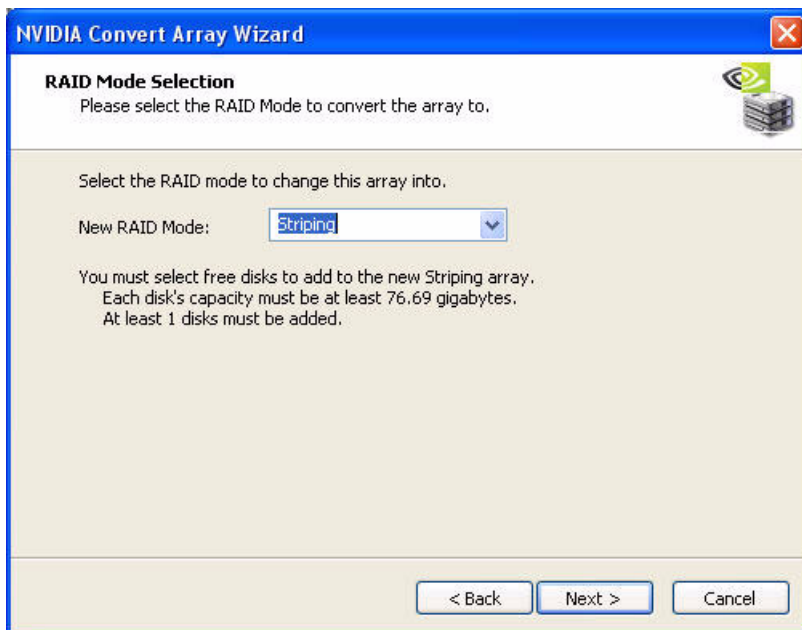 NVIDIA Convert Array Wizard
RAID Mode Selection
Please select the RAID Mode to convert the array to.
Select the RAID mode to change this array into.
New RAID Mode: Striping
You must select free disks to add to the new Striping array.
Each disk's capacity must be at least 76.69 gigabytes.
At least 1 disks must be added.
< Back Next > Cancel